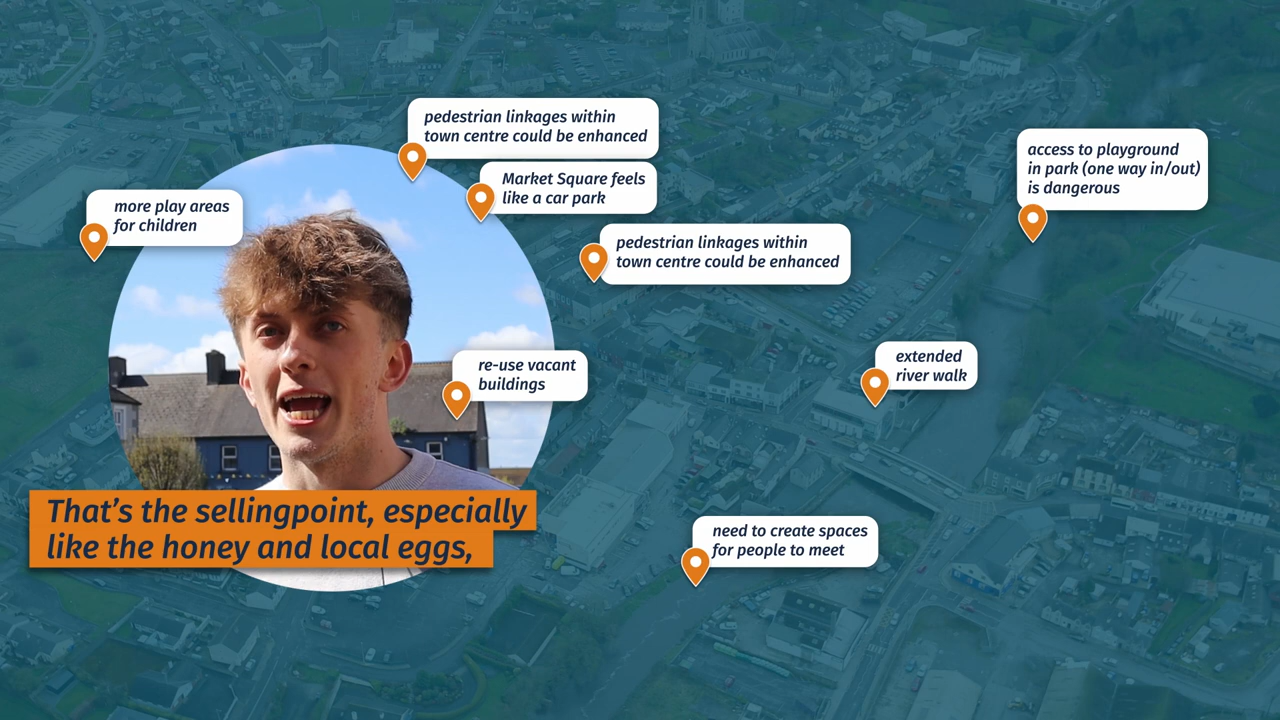 pedestrian linkages within
town centre could be enhanced
access to playground
in park (one way in/out)
is dangerous
Market Square feels
like a car park
more play areas
for children
pedestrian linkages within
town centre could be enhanced
extended
river walk
re-use vacant
buildings
That's the sellingpoint, especially
like the honey and local eggs,
need to create spaces
for people to meet